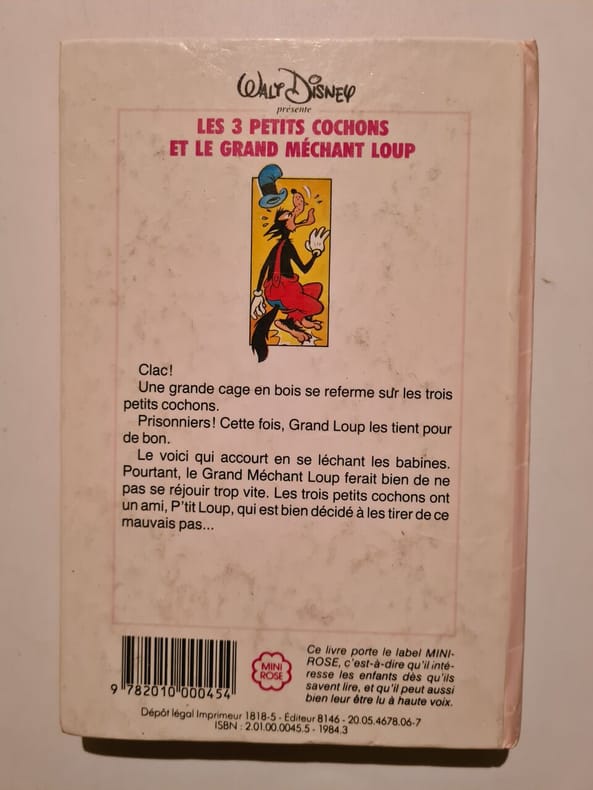 WALT DISNEY
présente
LES 3 PETITS COCHONS
ET LE GRAND MÉCHANT LOUP
Clac!
Une grande cage en bois se referme sur les trois
petits cochons.
Prisonniers! Cette fois, Grand Loup les tient pour
de bon.
Le voici qui accourt en se léchant les babines.
Pourtant, le Grand Méchant Loup ferait bien de ne
pas se réjouir trop vite. Les trois petits cochons ont
un ami, P'tit Loup, qui est bien décidé à les tirer de ce
mauvais pas...
9 782010 000454
MINI
ROSE
Ce livre porte le label MINI-
ROSE, c'est-à-dire qu'il inté-
resse les enfants dès qu'ils
savent lire, et qu'il peut aussi
bien leur être lu à haute voix.
Dépôt légal Imprimeur 1818-5 - Éditeur 8146 - 20.05.4678.06-7
ISBN : 2.01.00.0045.5 - 1984.3